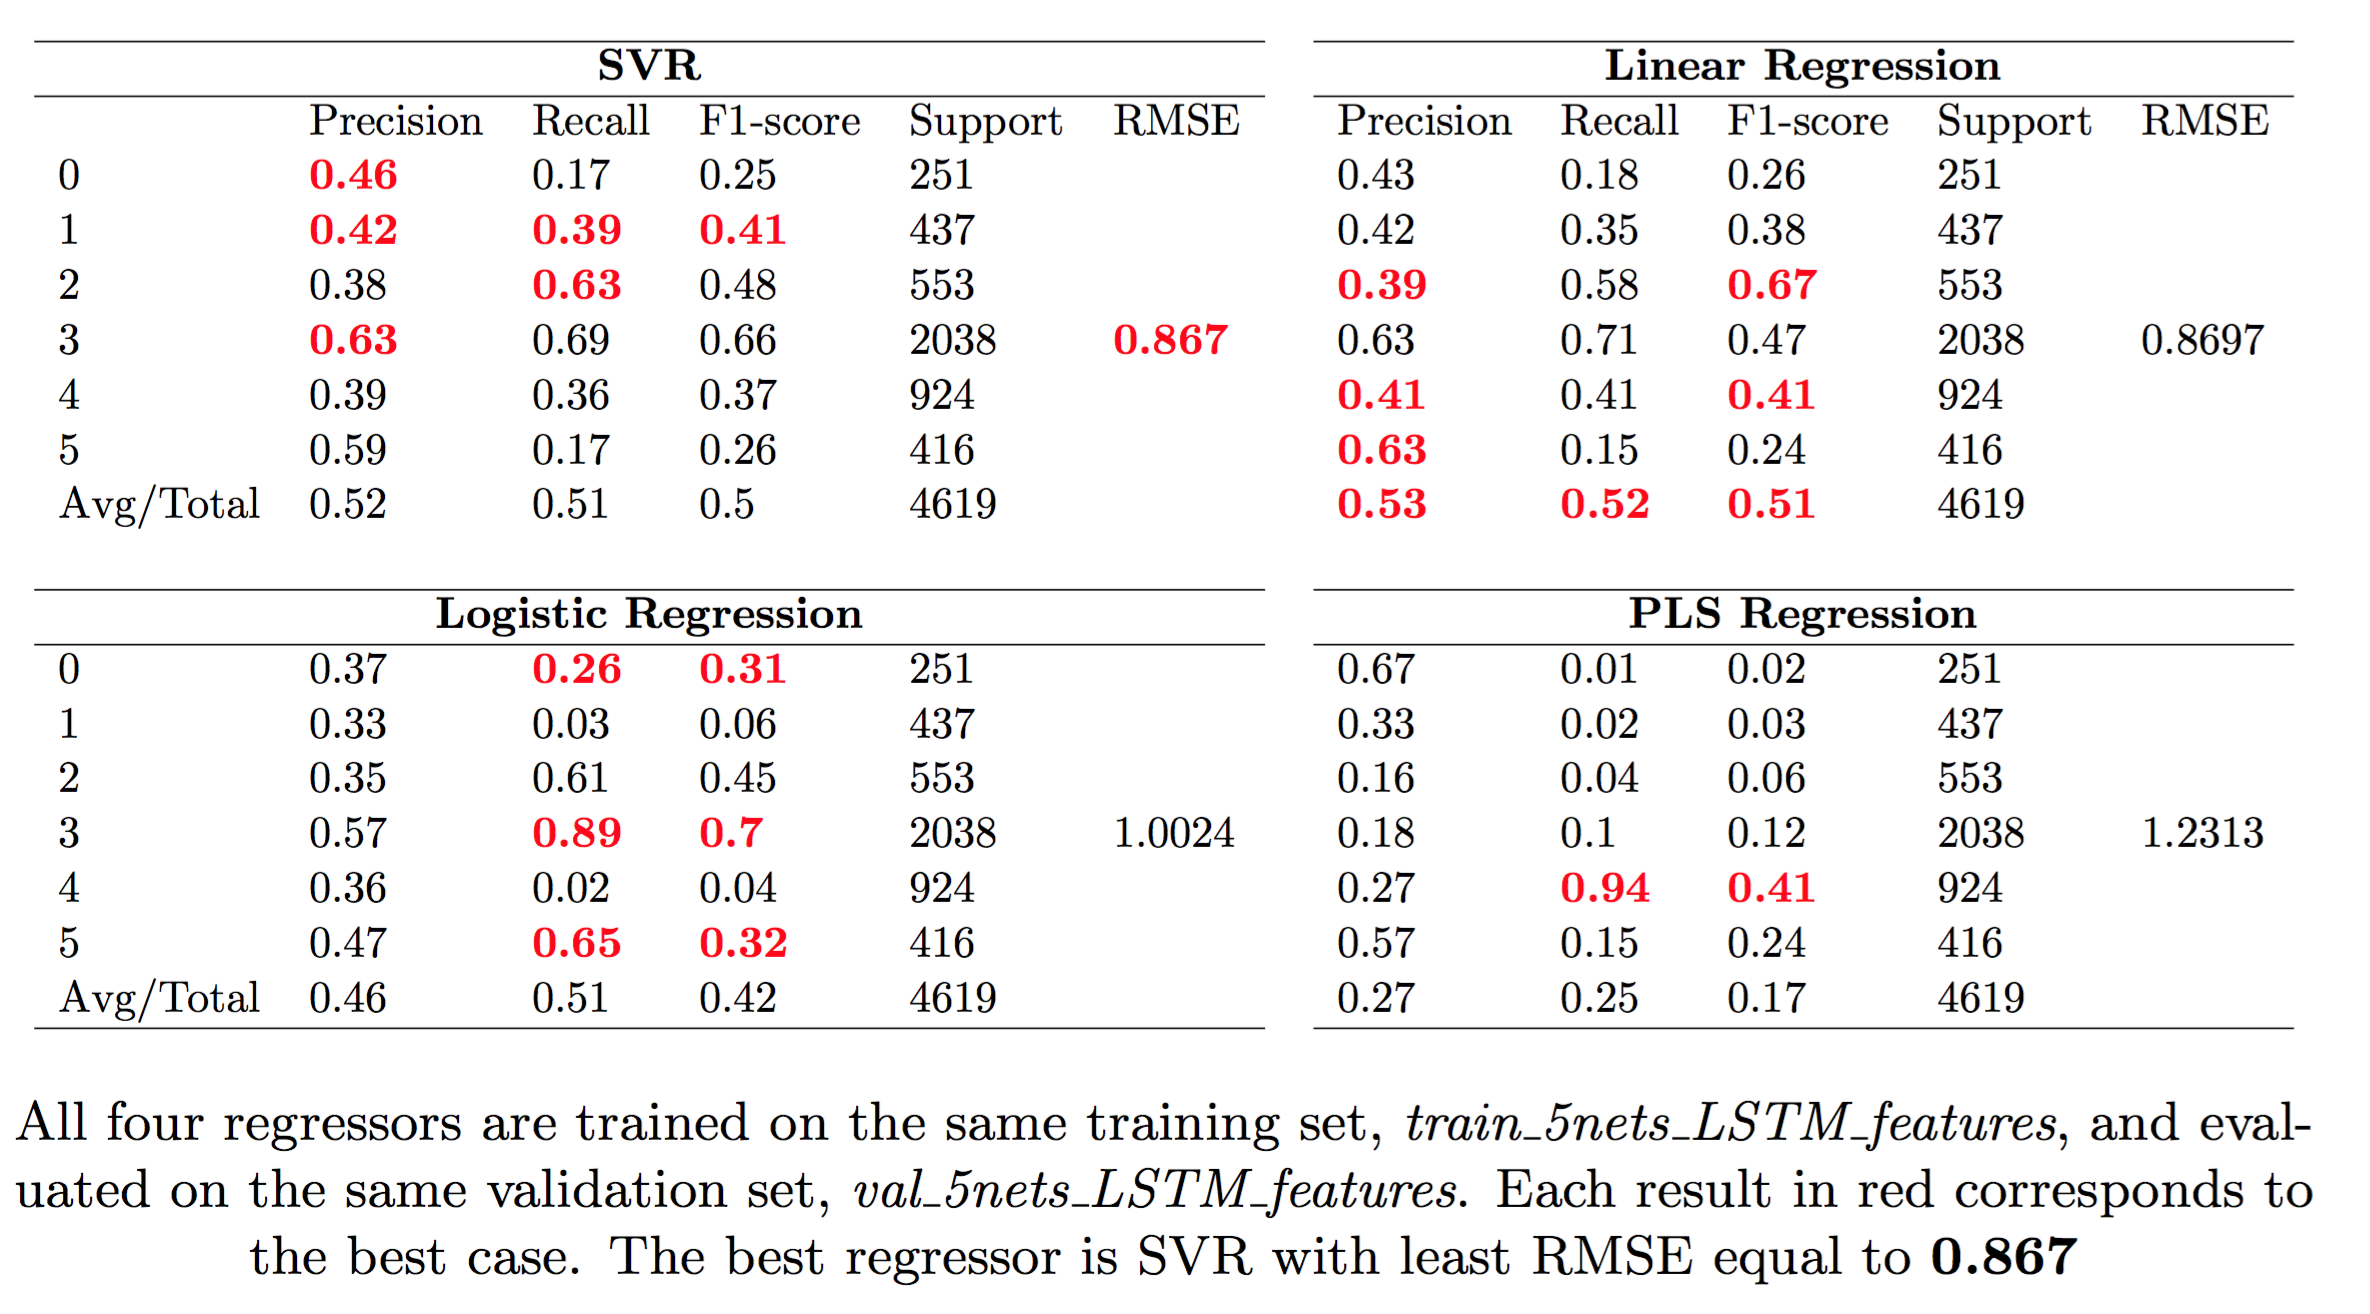 SVR
Precision Recall F1-score Support RMSE
0 0.46 0.17 0.25 251
1 0.42 0.39 0.41 437
2 0.38 0.63 0.48 553
3 0.63 0.69 0.66 2038 0.867
4 0.39 0.36 0.37 924
5 0.59 0.17 0.26 416
Avg/Total 0.52 0.51 0.5 4619
Linear Regression
Precision Recall F1-score Support RMSE
0.43 0.18 0.26 251
0.42 0.35 0.38 437
0.39 0.58 0.67 553
0.63 0.71 0.47 2038 0.8697
0.41 0.41 0.41 924
0.63 0.15 0.24 416
0.53 0.52 0.51 4619
Logistic Regression
0 0.37 0.26 0.31 251
1 0.33 0.03 0.06 437
2 0.35 0.61 0.45 553
3 0.57 0.89 0.7 2038 1.0024
4 0.36 0.02 0.04 924
5 0.47 0.65 0.32 416
Avg/Total 0.46 0.51 0.42 4619
PLS Regression
0.67 0.01 0.02 251
0.33 0.02 0.03 437
0.16 0.04 0.06 553
0.18 0.1 0.12 2038 1.2313
0.27 0.94 0.41 924
0.57 0.15 0.24 416
0.27 0.25 0.17 4619
All four regressors are trained on the same training set, train_5nets_LSTM_features, and eval-
uated on the same validation set, val_5nets_LSTM_features. Each result in red corresponds to
the best case. The best regressor is SVR with least RMSE equal to 0.867